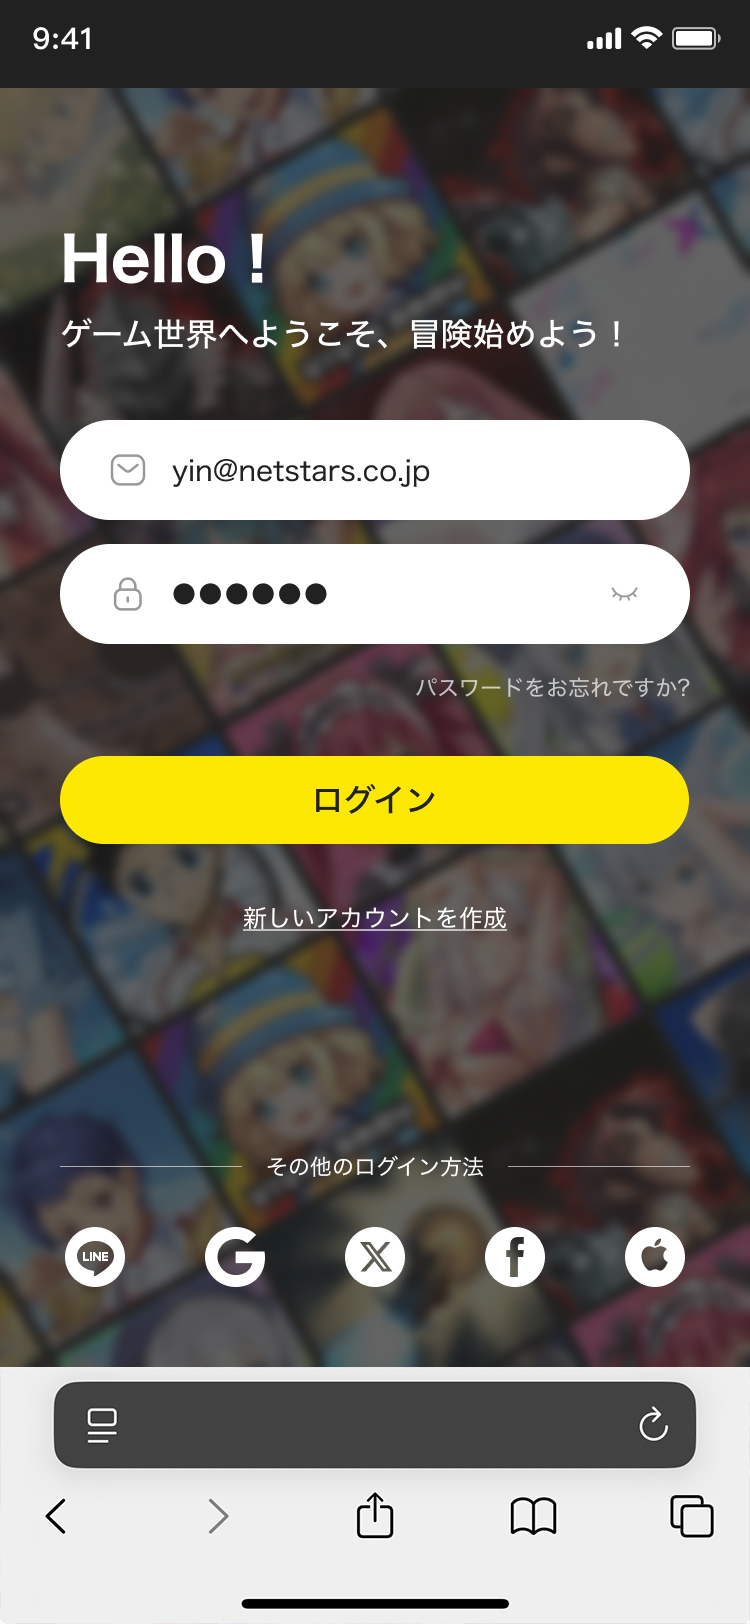 9:41
Hello！
ゲーム世界へようこそ、冒険始めよう！
yin@netstars.co.jp
●●●●●●
パスワードをお忘れですか?
ログイン
新しいアカウントを作成
その他のログイン方法
LINE